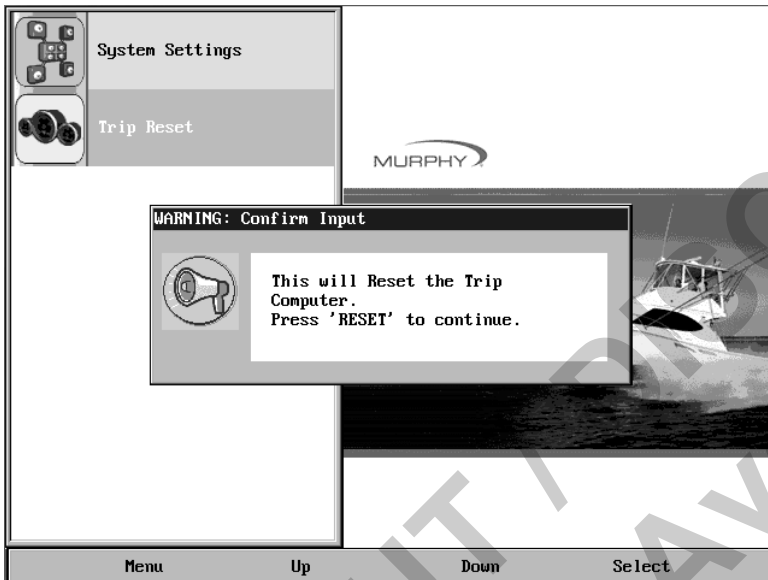 System Settings
Trip Reset
MURPHY
WARNING: Confirm Input
This will Reset the Trip
Computer.
Press 'RESET' to continue.
Menu Up Down Select